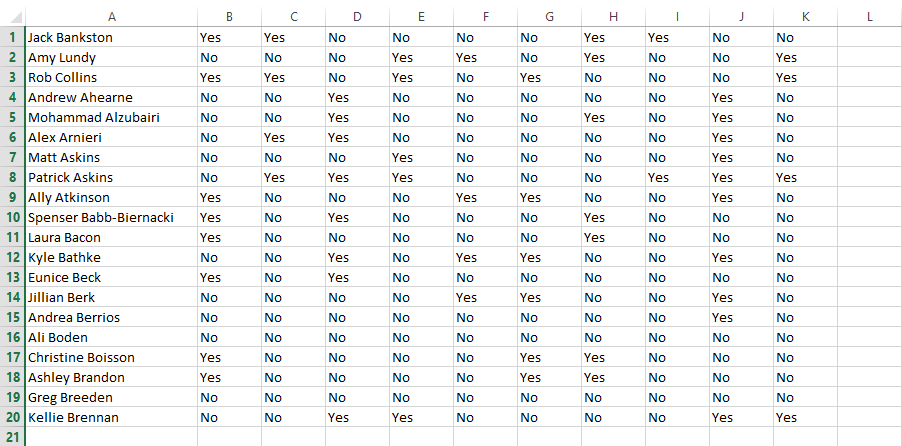 A B C D E F G H I J K L
1 Jack Bankston Yes Yes No No No No Yes Yes No No
2 Amy Lundy No No No Yes Yes No Yes No No Yes
3 Rob Collins Yes Yes No Yes No Yes No No No Yes
4 Andrew Ahearne No No Yes No No No No No Yes No
5 Mohammad Alzubairi No No Yes No No No Yes No Yes No
6 Alex Arnieri No Yes Yes No No No No No Yes No
7 Matt Askins No No No Yes No No No No Yes No
8 Patrick Askins No Yes Yes Yes No No No Yes Yes Yes
9 Ally Atkinson Yes No No No Yes Yes No No Yes No
10 Spenser Babb-Biernacki Yes No Yes No No No Yes No No No
11 Laura Bacon Yes No No No No No Yes No No No
12 Kyle Bathke No No Yes No Yes Yes No No Yes No
13 Eunice Beck Yes No Yes No No No No No No No
14 Jillian Berk No No No No Yes Yes No No Yes No
15 Andrea Berrios No No No No No No No No Yes No
16 Ali Boden No No No No No No No No No No
17 Christine Boisson Yes No No No No Yes Yes No No No
18 Ashley Brandon Yes No No No No Yes Yes No No No
19 Greg Breeden No No No No No No No No No No
20 Kellie Brennan No No Yes Yes No No No No Yes Yes
21